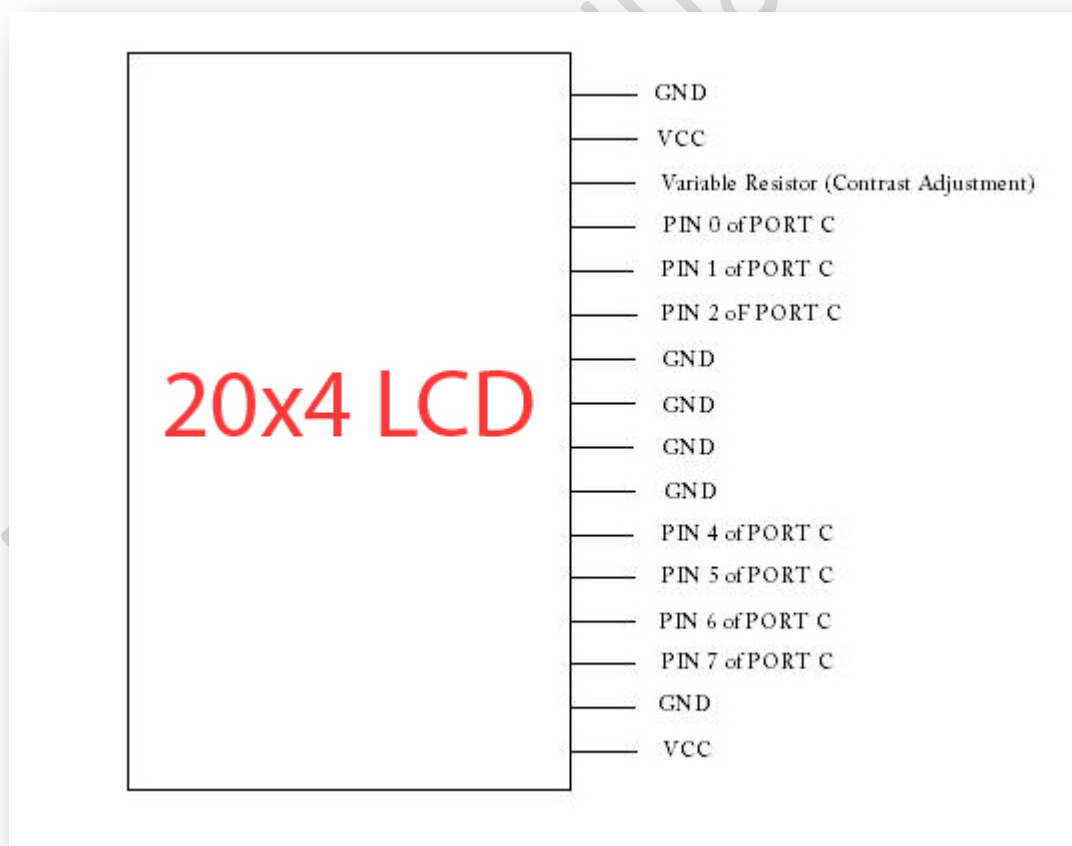 GND
VCC
Variable Resistor (Contrast Adjustment)
PIN 0 of PORT C
PIN 1 of PORT C
PIN 2 oF PORT C
GND
20x4 LCD
GND
GND
GND
PIN 4 of PORT C
PIN 5 of PORT C
PIN 6 of PORT C
PIN 7 of PORT C
GND
VCC